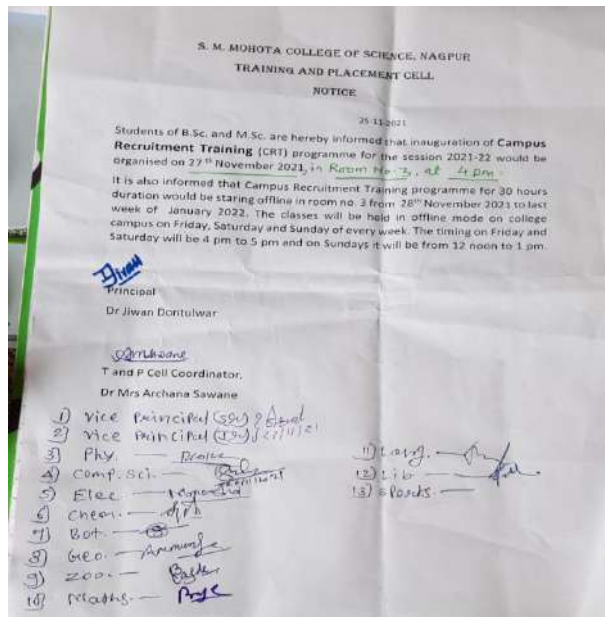 S. M. MOHOTA COLLEGE OF SCIENCE, NAGPUR
TRAINING AND PLACEMENT CELL
NOTICE
25-11-2021
Students of B.Sc. and M.Sc. are hereby informed that inauguration of Campus
Recruitment Training (CRT) programme for the session 2021-22 would be
organised on 27th November 2021, in Room No. 3, at 4 pm.
It is also informed that Campus Recruitment Training programme for 30 hours
duration would be staring offline in room no. 3 from 28th November 2021 to last
week of January 2022. The classes will be held in offline mode on college
campus on Friday, Saturday and Sunday of every week. The timing on Friday and
Saturday will be 4 pm to 5 pm and on Sundays it will be from 12 noon to 1 pm.
Principal
Dr Jiwan Dontulwar
T and P Cell Coordinator,
Dr Mrs Archana Sawane
1) Vice Principal
2) Vice Principal
3) Phy. —
4) Comp. Sci. —
5) Elec —
6) Chem. —
7) Bot. —
8) Geo. —
9) Zoo. —
10) Maths. —
11) Lang. —
12) Lib —
13) Sports. —